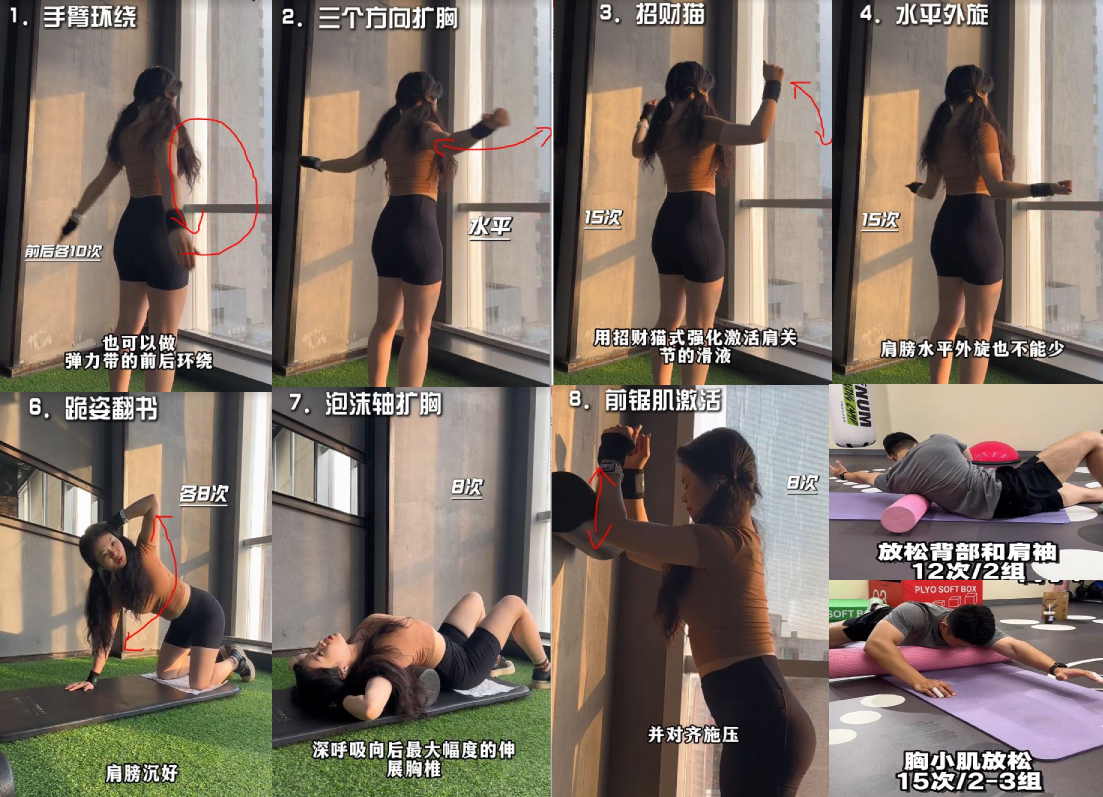 1. 手臂环绕
前后各10次
也可以做
弹力带的前后环绕
2. 三个方向扩胸
水平
3. 招财猫
15次
用招财猫式强化激活肩关
节的滑液
4. 水平外旋
15次
肩膀水平外旋也不能少
6. 跪姿翻书
各8次
肩膀沉好
7. 泡沫轴扩胸
8次
深呼吸向后最大幅度的伸
展胸椎
8. 前锯肌激活
8次
并对齐施压
放松背部和肩袖
12次/2组
PLYO SOFT BOX
胸小肌放松
15次/2-3组